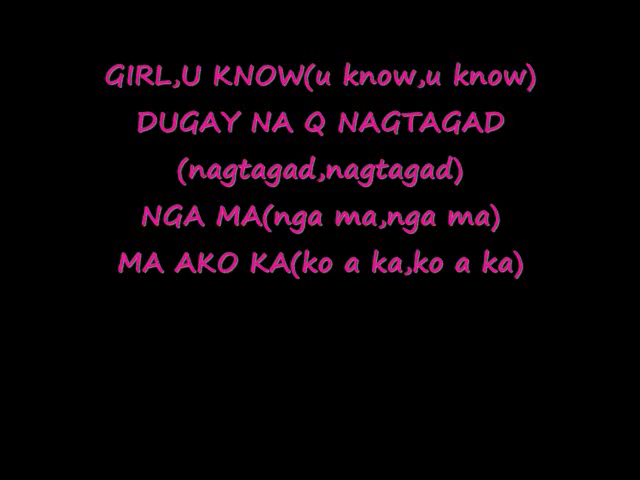 GIRL,U KNOW(u know,u know)
DUGAY NA Q NAGTAGAD
(nagtagad,nagtagad)
NGA MA(nga ma,nga ma)
MA AKO KA(ko a ka,ko a ka)